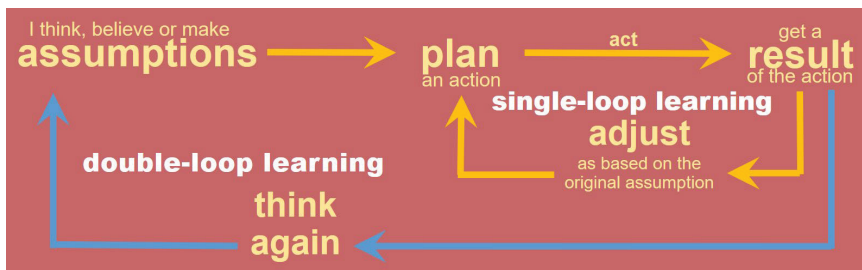 I think, believe or make
assumptions
plan
an action
act
get a
result
of the action
single-loop learning
adjust
as based on the
original assumption
double-loop learning
think
again